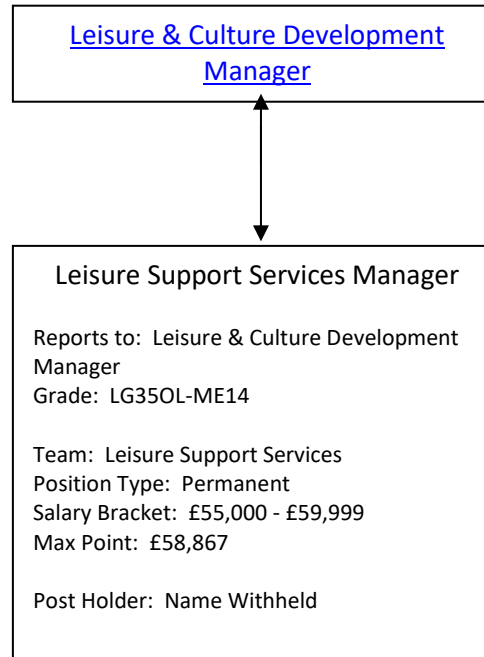 Leisure & Culture Development
Manager
Leisure Support Services Manager
Reports to:  Leisure & Culture Development
Manager
Grade:  LG35OL-ME14
Team:  Leisure Support Services
Position Type:  Permanent
Salary Bracket:  £55,000 - £59,999
Max Point:  £58,867
Post Holder:  Name Withheld